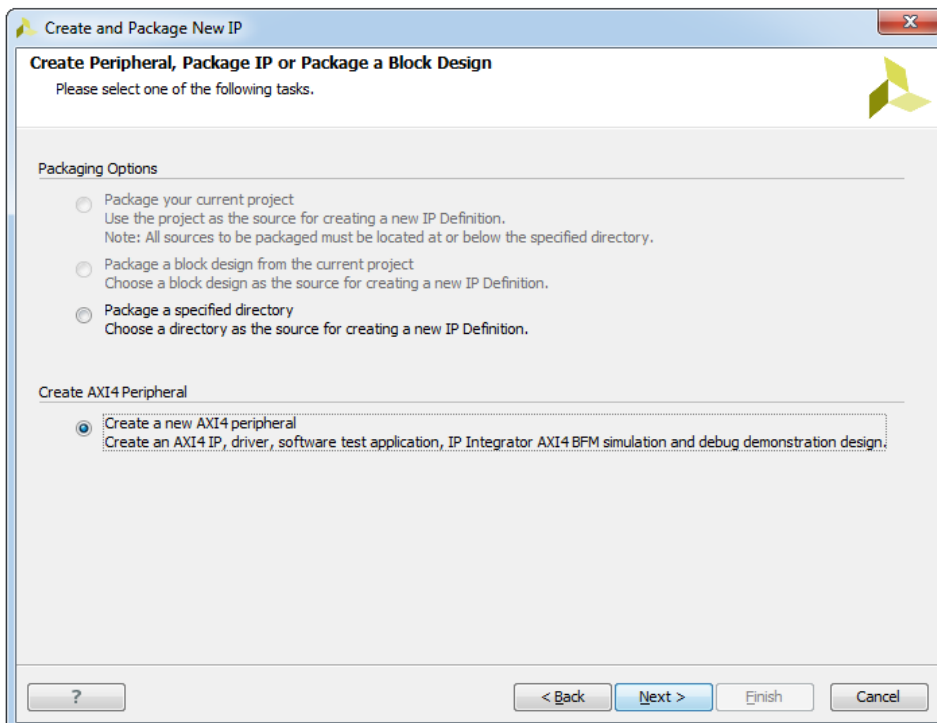 Create and Package New IP
Create Peripheral, Package IP or Package a Block Design
Please select one of the following tasks.
Packaging Options
Package your current project
Use the project as the source for creating a new IP Definition.
Note: All sources to be packaged must be located at or below the specified directory.
Package a block design from the current project
Choose a block design as the source for creating a new IP Definition.
Package a specified directory
Choose a directory as the source for creating a new IP Definition.
Create AXI4 Peripheral
Create a new AXI4 peripheral
Create an AXI4 IP, driver, software test application, IP Integrator AXI4 BFM simulation and debug demonstration design.
? < Back Next > Finish Cancel